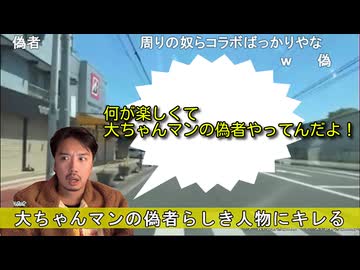 偽者
周りの奴らコラボばっかりやな
w 偽
何が楽しくて
大ちゃんマンの偽者やってんだよ！
大ちゃんマンの偽者らしき人物にキレる